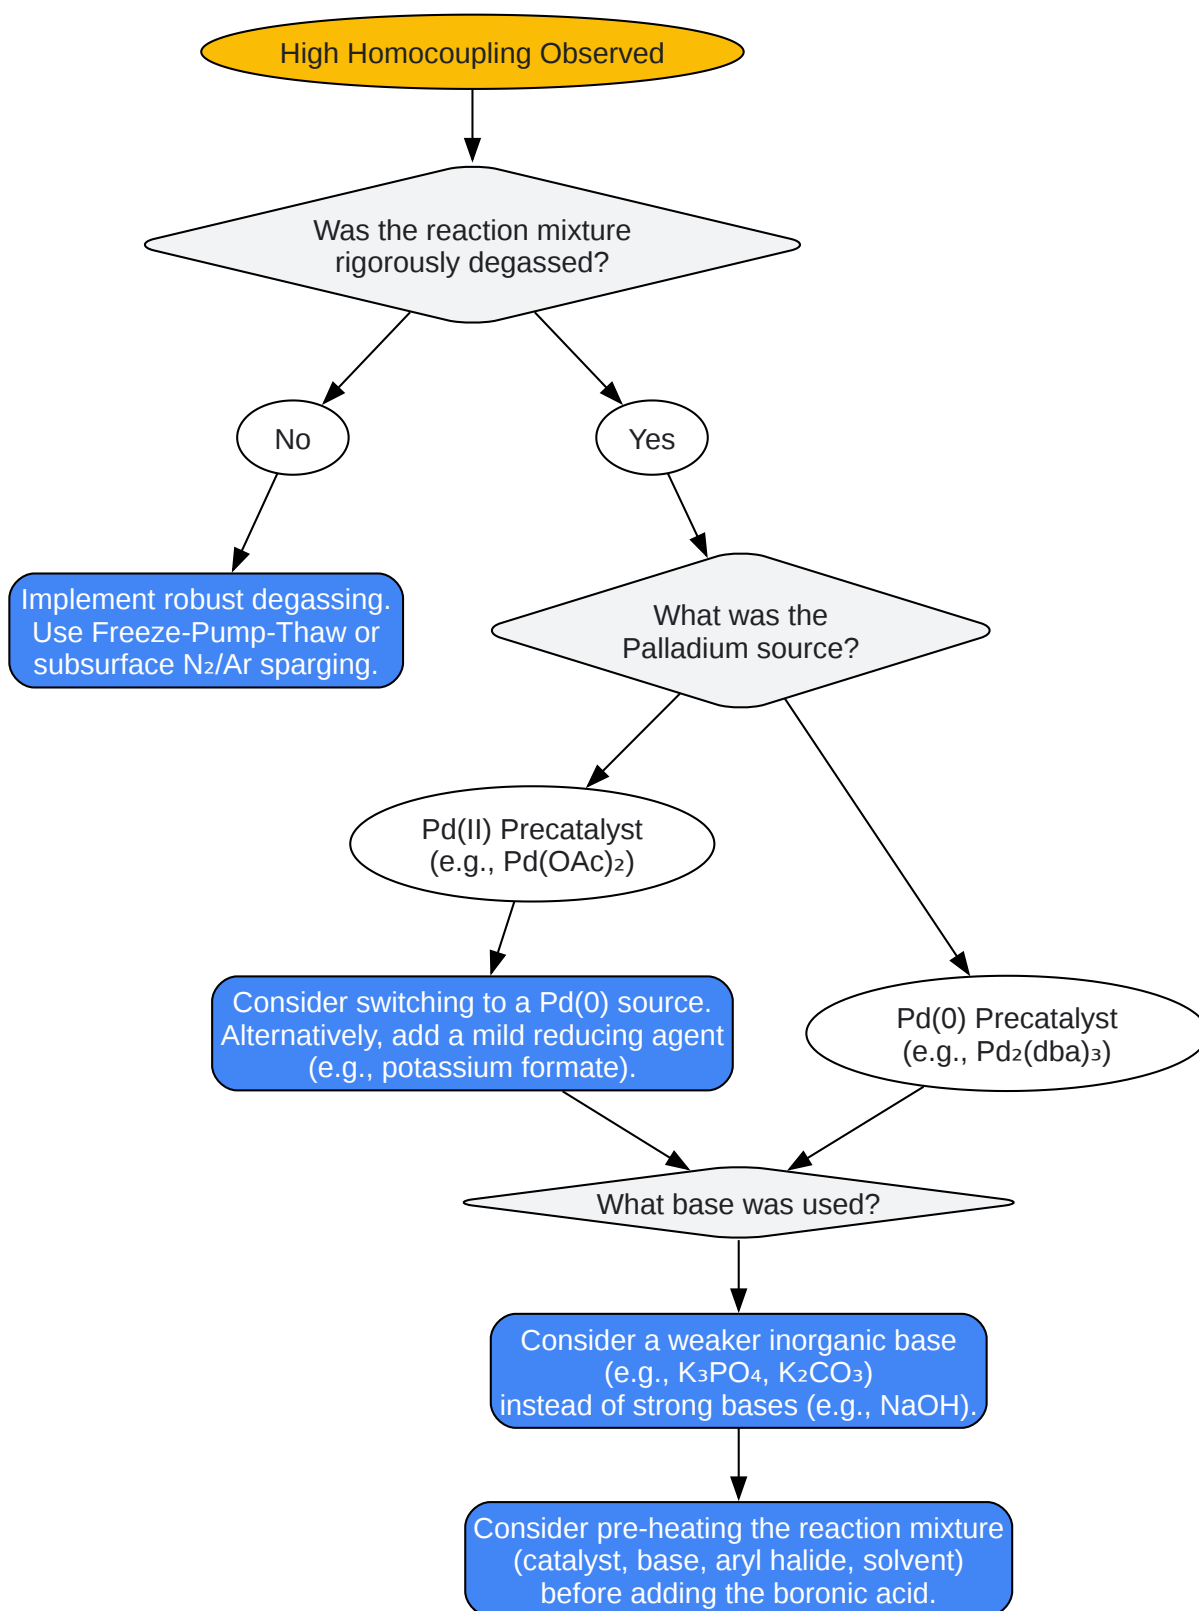 High Homocoupling Observed
Was the reaction mixture
rigorously degassed?
No
Yes
Implement robust degassing.
Use Freeze-Pump-Thaw or
subsurface N₂/Ar sparging.
What was the
Palladium source?
Pd(II) Precatalyst
(e.g., Pd(OAc)₂)
Consider switching to a Pd(0) source.
Alternatively, add a mild reducing agent
(e.g., potassium formate).
Pd(0) Precatalyst
(e.g., Pd₂(dba)₃)
What base was used?
Consider a weaker inorganic base
(e.g., K₃PO₄, K₂CO₃)
instead of strong bases (e.g., NaOH).
Consider pre-heating the reaction mixture
(catalyst, base, aryl halide, solvent)
before adding the boronic acid.